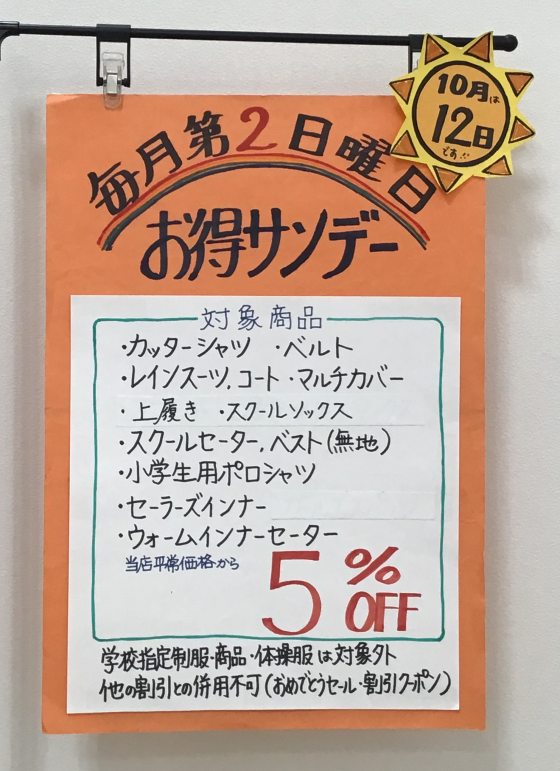 10月は
12日
です☆
毎月第2日曜日
お得サンデー
対象商品
・カッターシャツ ・ベルト
・レインスーツ,コート・マルチカバー
・上履き ・スクールソックス
・スクールセーター,ベスト(無地)
・小学生用ポロシャツ
・セーラーズインナー
・ウォームインナーセーター
当店平常価格から
5%
OFF
学校指定制服・商品・体操服は対象外
他の割引との併用不可(おめでとうセール・割引クーポン)